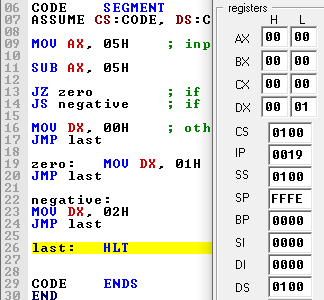 06 CODE SEGMENT
07 ASSUME CS:CODE, DS:C
08
09 MOV AX, 05H ; inp
10
11 SUB AX, 05H
12
13 JZ zero ; if
14 JS negative ; if
15
16 MOV DX, 00H ; oth
17 JMP last
18
19 zero: MOV DX, 01H
20 JMP last
21
22 negative:
23 MOV DX, 02H
24 JMP last
25
26 last: HLT
27
28
29 CODE ENDS
30 END
registers
H L
AX 00 00
BX 00 00
CX 00 00
DX 00 01
CS 0100
IP 0019
SS 0100
SP FFFE
BP 0000
SI 0000
DI 0000
DS 0100